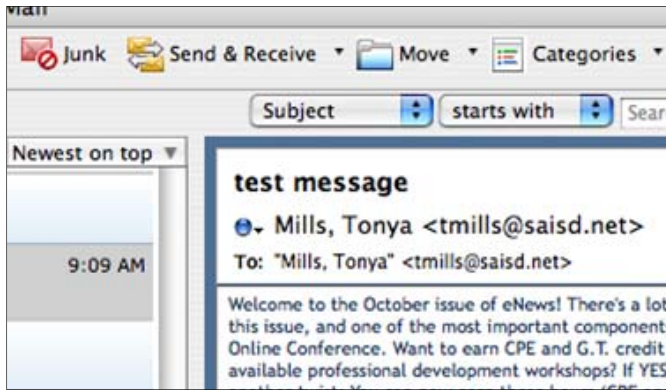 Mail
Junk Send & Receive Move Categories
Subject starts with Sear
Newest on top
test message
Mills, Tonya <tmills@saisd.net>
9:09 AM
To: "Mills, Tonya" <tmills@saisd.net>
Welcome to the October issue of eNews! There's a lot
this issue, and one of the most important component
Online Conference. Want to earn CPE and G.T. credit
available professional development workshops? If YES